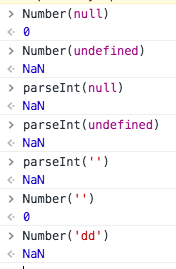 Number(null)
0
Number(undefined)
NaN
parseInt(null)
NaN
parseInt(undefined)
NaN
parseInt('')
NaN
Number('')
0
Number('dd')
NaN